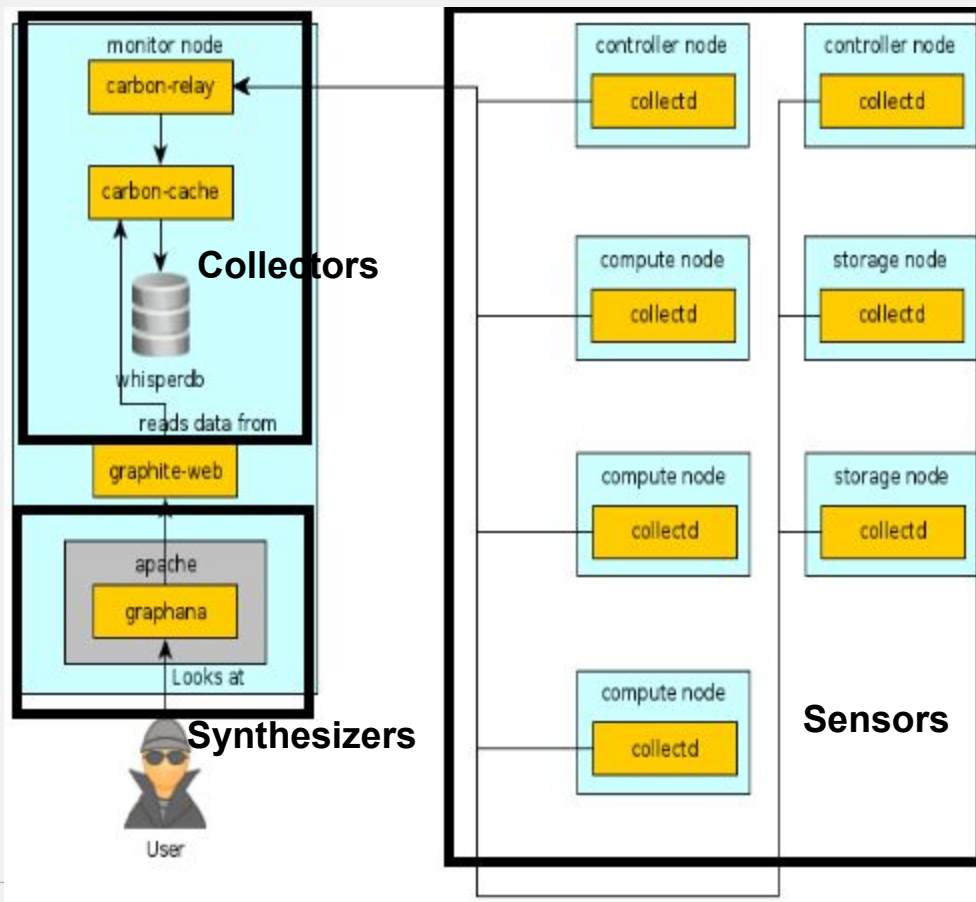 monitor node
carbon-relay
carbon-cache
Collectors
whisperdb
reads data from
graphite-web
apache
graphana
Looks at
Synthesizers
User
controller node
collectd
controller node
collectd
compute node
collectd
storage node
collectd
compute node
collectd
storage node
collectd
compute node
collectd
Sensors